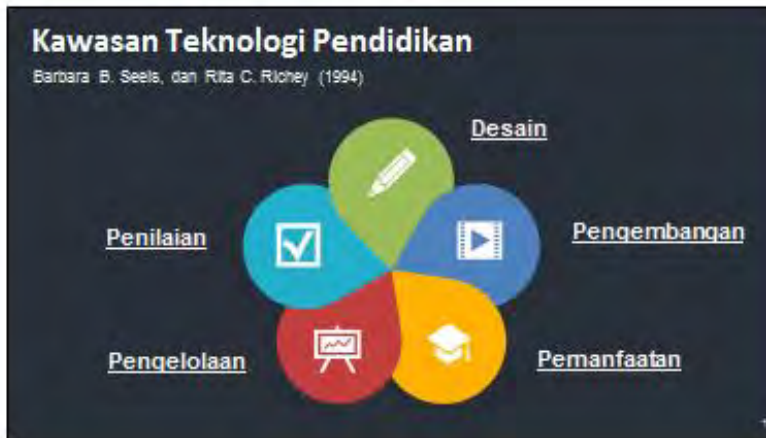 Kawasan Teknologi Pendidikan
Barbara B. Seels, dan Rita C. Richey (1994)
Desain
Penilaian
Pengembangan
Pengelolaan
Pemanfaatan